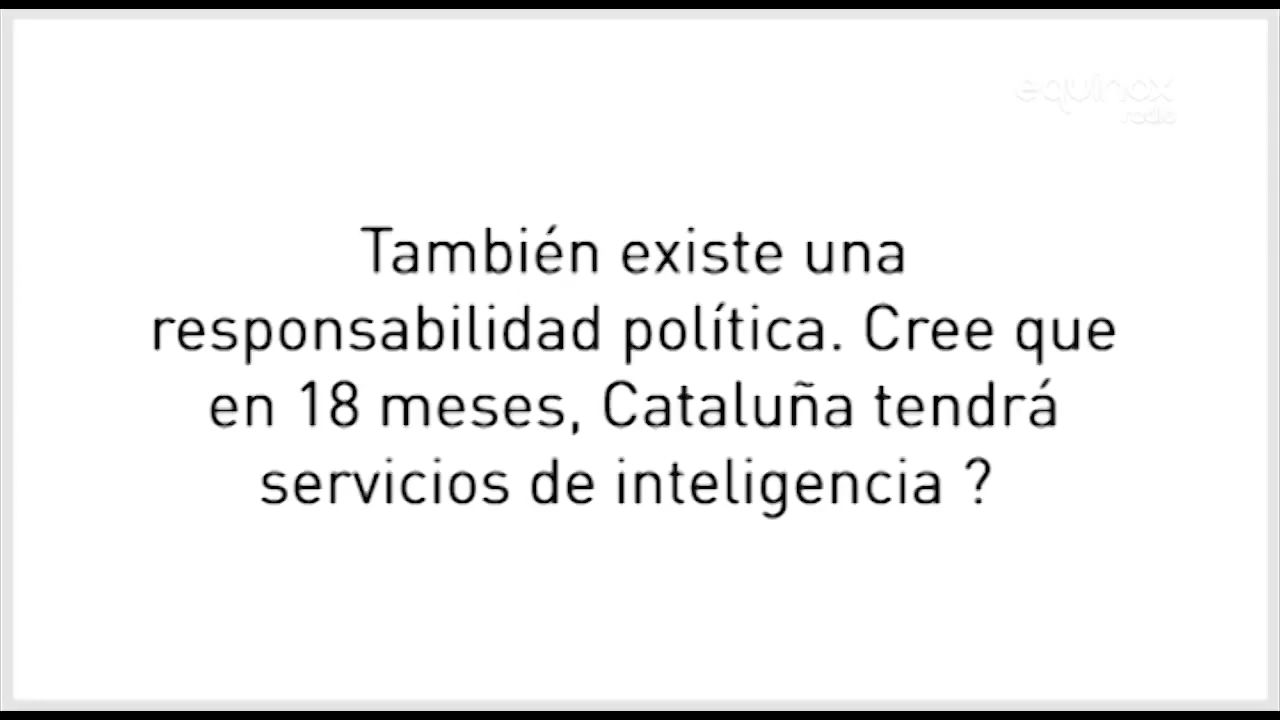 equinox
radio
También existe una
responsabilidad política. Cree que
en 18 meses, Cataluña tendrá
servicios de inteligencia ?